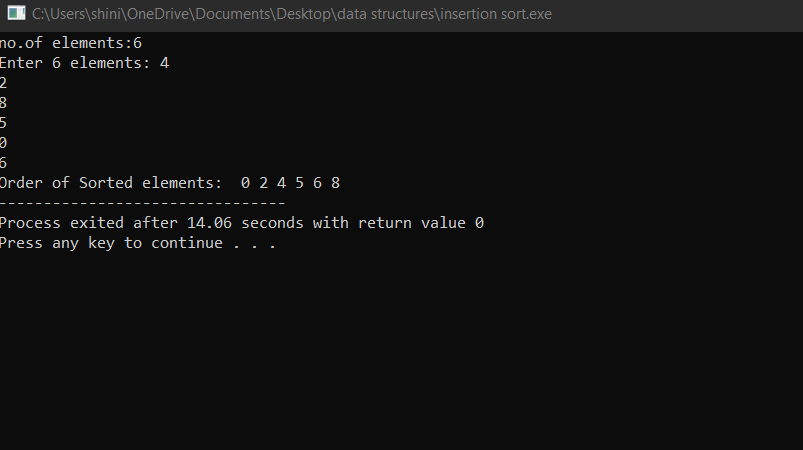 C:\Users\shini\OneDrive\Documents\Desktop\data structures\insertion sort.exe
no.of elements:6
Enter 6 elements: 4
2
8
5
0
6
Order of Sorted elements:  0 2 4 5 6 8
--------------------------------
Process exited after 14.06 seconds with return value 0
Press any key to continue . . .